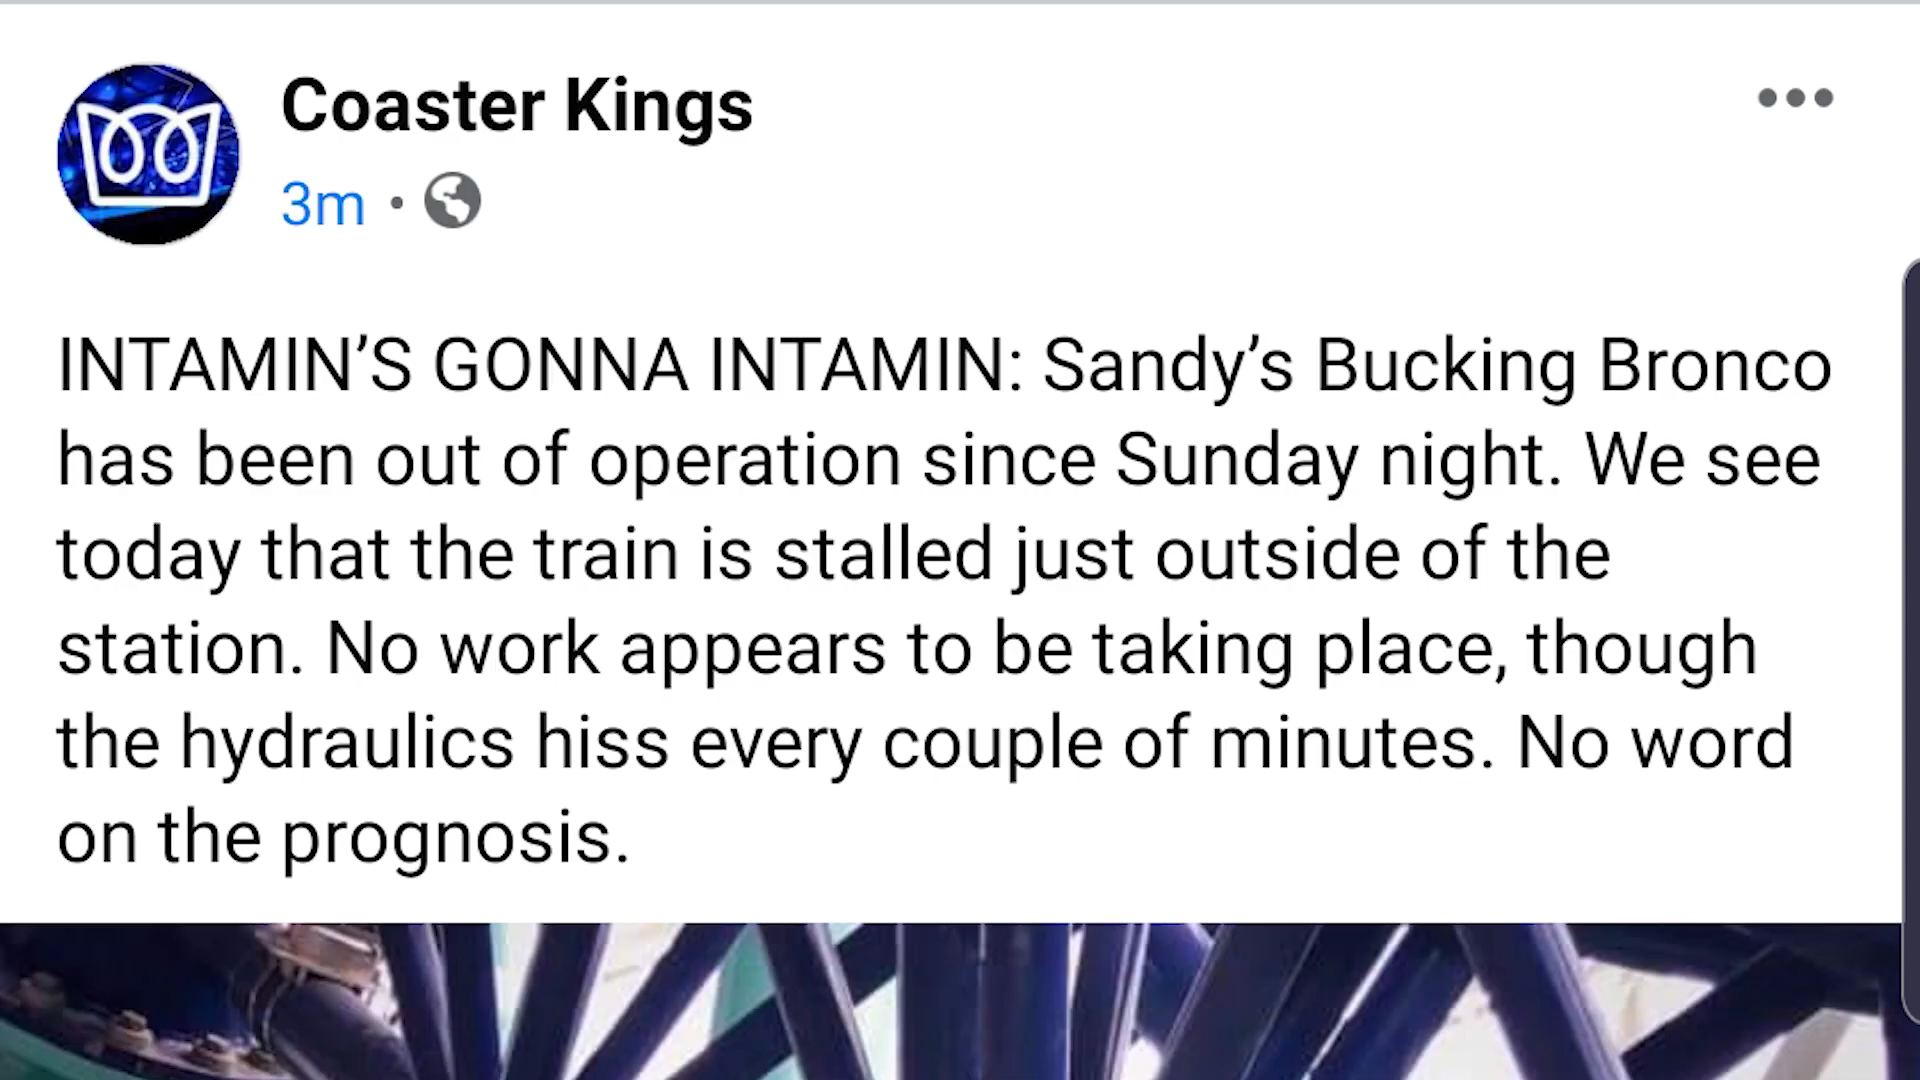 Coaster Kings
3m ·
INTAMIN’S GONNA INTAMIN: Sandy’s Bucking Bronco
has been out of operation since Sunday night. We see
today that the train is stalled just outside of the
station. No work appears to be taking place, though
the hydraulics hiss every couple of minutes. No word
on the prognosis.